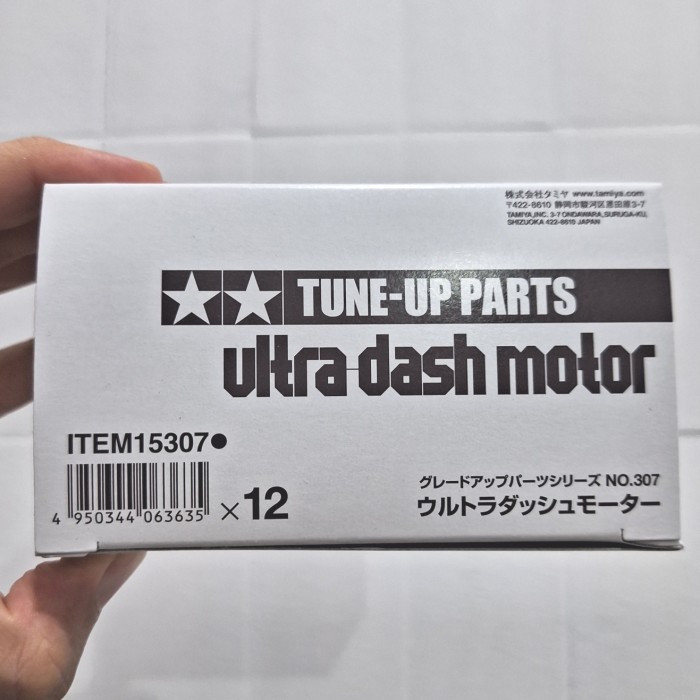 株式会社タミヤ www.tamiya.com
〒422-8610 静岡市駿河区恩田原3-7
TAMIYA,INC. 3-7 ONDAWARA,SURUGA-KU,
SHIZUOKA 422-8610 JAPAN
TUNE-UP PARTS
ultra-dash motor
ITEM15307●
4 950344 063635 ×12
グレードアップパーツシリーズ NO.307
ウルトラダッシュモーター